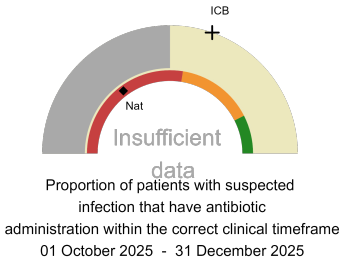 ICB
Nat
Insufficient
data
Proportion of patients with suspected
infection that have antibiotic
administration within the correct clinical timeframe
01 October 2025 - 31 December 2025